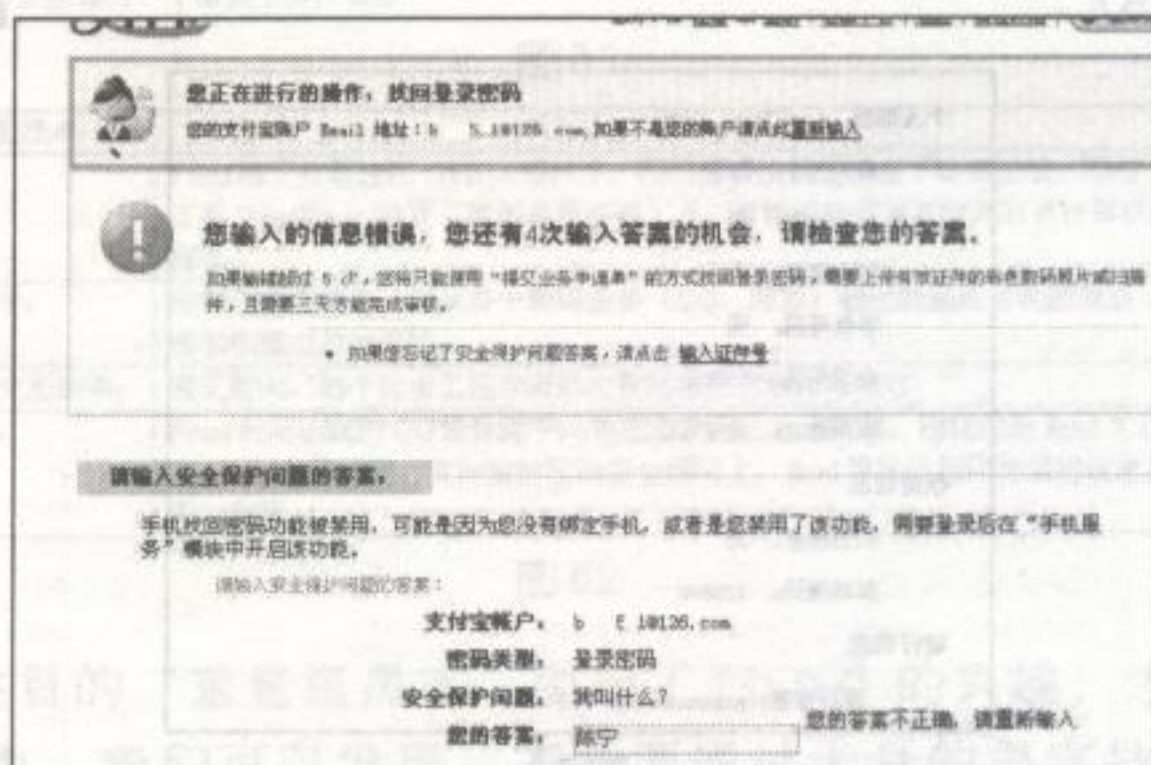 您正在进行的操作：找回登录密码
您的支付宝账户 Email 地址：b 5.1@126.com,如果不是您的账户请点此重新输入
您输入的信息错误，您还有4次输入答案的机会，请检查您的答案。
如果输错超过 5 次，您将只能使用“提交业务申请单”的方式找回登录密码，需要上传有效证件的彩色数码照片或扫描
件，且需要三天方能完成审核。
• 如果您忘记了安全保护问题答案，请点击 输入证件号
请输入安全保护问题的答案：
手机找回密码功能被禁用，可能是因为您没有绑定手机，或者是您禁用了该功能，需要登录后在“手机服
务”模块中开启该功能。
请输入安全保护问题的答案：
支付宝帐户： b 1@126.com
密码类型： 登录密码
安全保护问题： 我叫什么？
您的答案： 陈宁 您的答案不正确，请重新输入